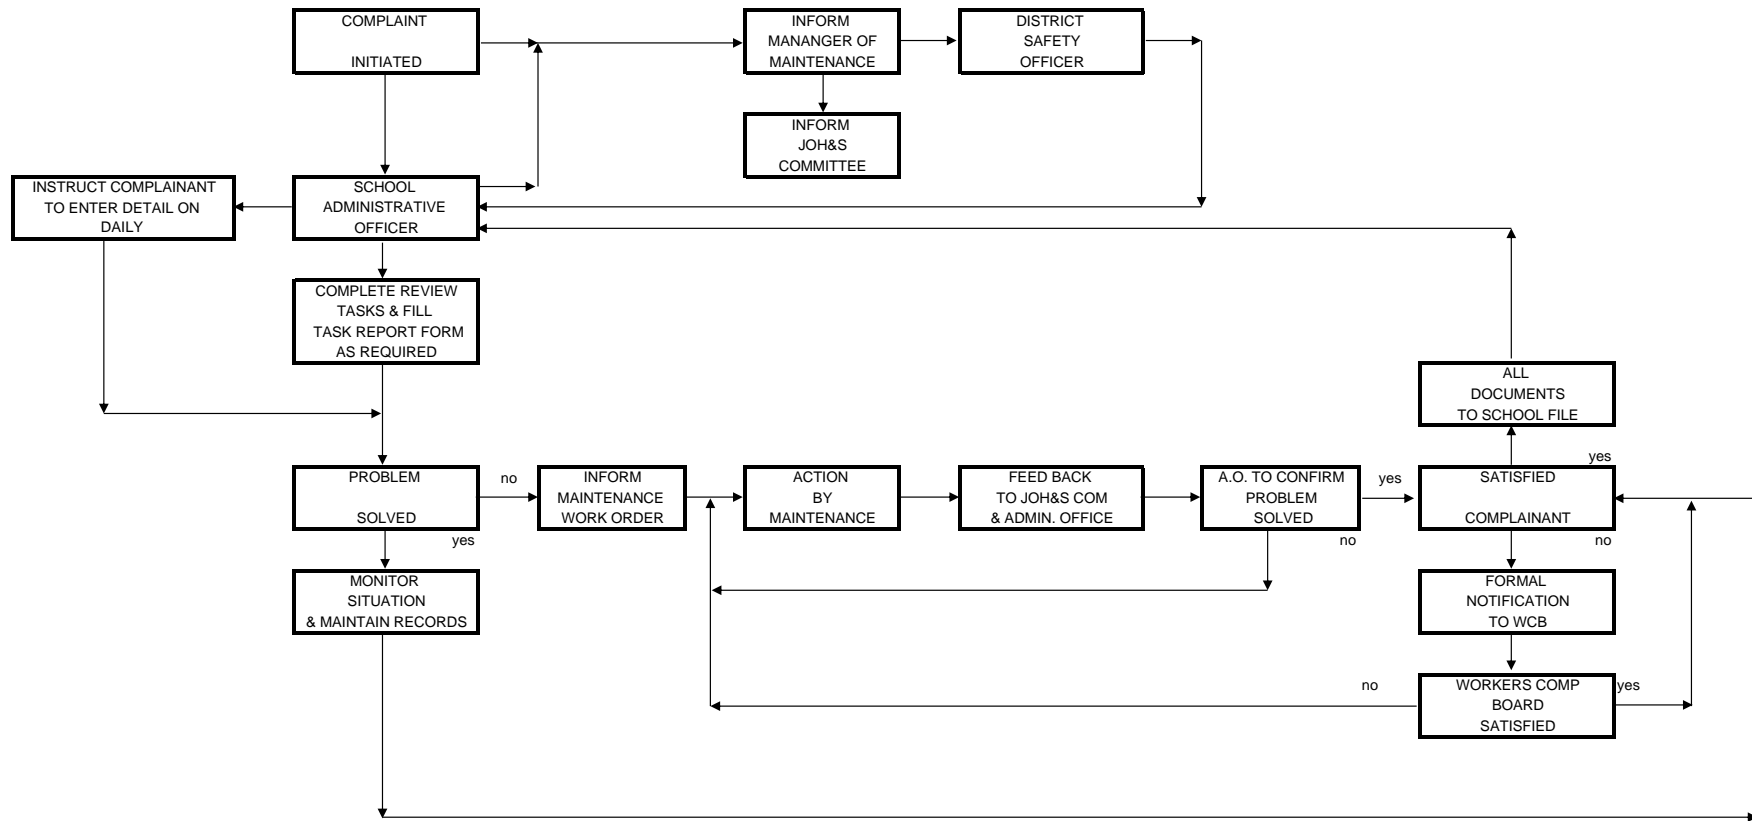 COMPLAINT
INITIATED
INFORM
MANANGER OF
MAINTENANCE
DISTRICT
SAFETY
OFFICER
INFORM
JOH&S
COMMITTEE
INSTRUCT COMPLAINANT
TO ENTER DETAIL ON
DAILY
SCHOOL
ADMINISTRATIVE
OFFICER
COMPLETE REVIEW
TASKS & FILL
TASK REPORT FORM
AS REQUIRED
ALL
DOCUMENTS
TO SCHOOL FILE
yes
PROBLEM
SOLVED
no
yes
INFORM
MAINTENANCE
WORK ORDER
ACTION
BY
MAINTENANCE
FEED BACK
TO JOH&S COM
& ADMIN. OFFICE
A.O. TO CONFIRM
PROBLEM
SOLVED
yes
no
SATISFIED
COMPLAINANT
no
MONITOR
SITUATION
& MAINTAIN RECORDS
FORMAL
NOTIFICATION
TO WCB
no
WORKERS COMP
BOARD
SATISFIED
yes